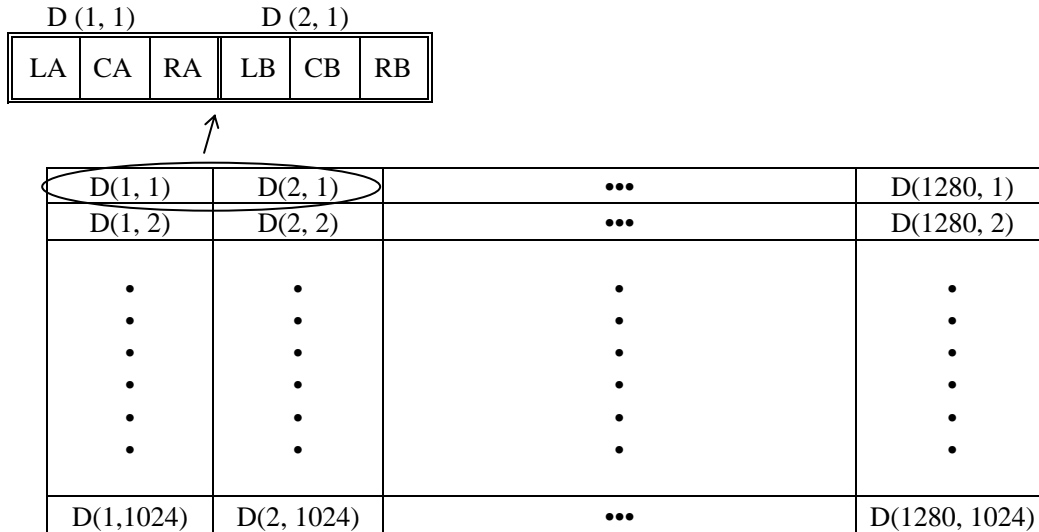 D (1, 1) D (2, 1)
LA CA RA LB CB RB
D(1, 1) D(2, 1) ••• D(1280, 1)
D(1, 2) D(2, 2) ••• D(1280, 2)
• • • •
• • • •
• • • •
• • • •
• • • •
• • • •
D(1,1024) D(2, 1024) ••• D(1280, 1024)